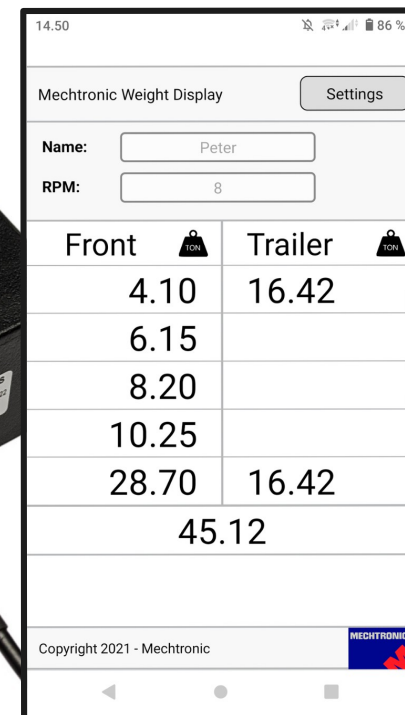 14.50 86 %
Mechtronic Weight Display Settings
Name: Peter
RPM: 8
Front TON Trailer TON
4.10 16.42
6.15
8.20
10.25
28.70 16.42
45.12
Copyright 2021 - Mechtronic MECHTRONIC